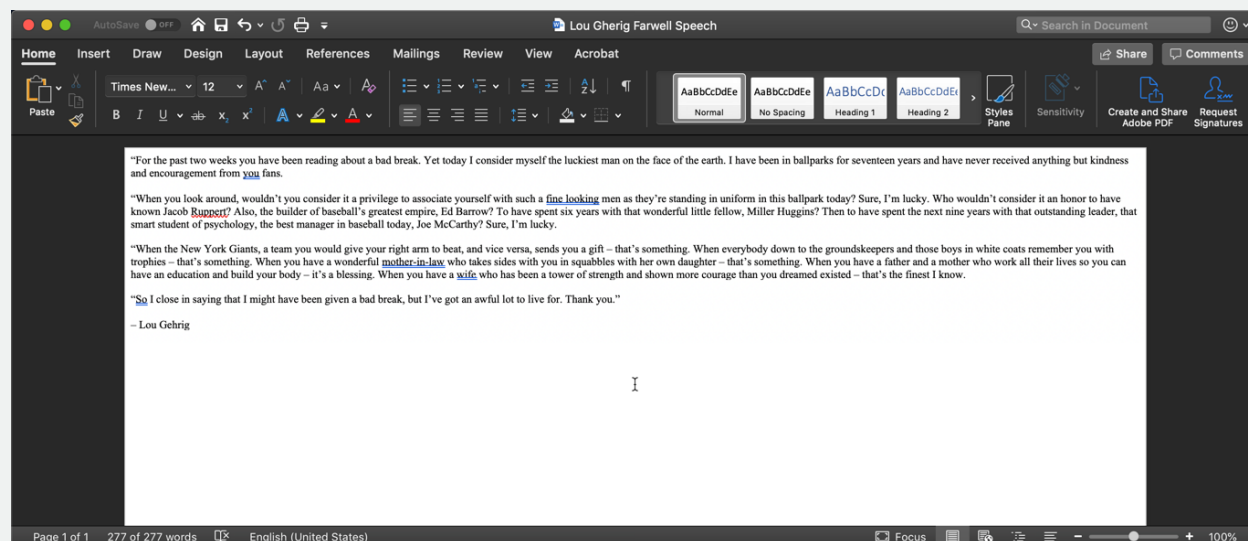 AutoSave OFF Lou Gherig Farwell Speech Search in Document
Home Insert Draw Design Layout References Mailings Review View Acrobat Share Comments
Paste Times New... 12 A^ Aˇ Aa A
B I U ab x₂ x² A A
AaBbCcDdEe AaBbCcDdEe AaBbCcDc AaBbCcDdEe
Normal No Spacing Heading 1 Heading 2
Styles Pane
Sensitivity
Create and Share Adobe PDF
Request Signatures
“For the past two weeks you have been reading about a bad break. Yet today I consider myself the luckiest man on the face of the earth. I have been in ballparks for seventeen years and have never received anything but kindness
and encouragement from you fans.
“When you look around, wouldn’t you consider it a privilege to associate yourself with such a fine looking men as they’re standing in uniform in this ballpark today? Sure, I’m lucky. Who wouldn’t consider it an honor to have
known Jacob Ruppert? Also, the builder of baseball’s greatest empire, Ed Barrow? To have spent six years with that wonderful little fellow, Miller Huggins? Then to have spent the next nine years with that outstanding leader, that
smart student of psychology, the best manager in baseball today, Joe McCarthy? Sure, I’m lucky.
“When the New York Giants, a team you would give your right arm to beat, and vice versa, sends you a gift – that’s something. When everybody down to the groundskeepers and those boys in white coats remember you with
trophies – that’s something. When you have a wonderful mother-in-law who takes sides with you in squabbles with her own daughter – that’s something. When you have a father and a mother who work all their lives so you can
have an education and build your body – it’s a blessing. When you have a wife who has been a tower of strength and shown more courage than you dreamed existed – that’s the finest I know.
“So I close in saying that I might have been given a bad break, but I’ve got an awful lot to live for. Thank you.”
– Lou Gehrig
Page 1 of 1 277 of 277 words English (United States) Focus 100%